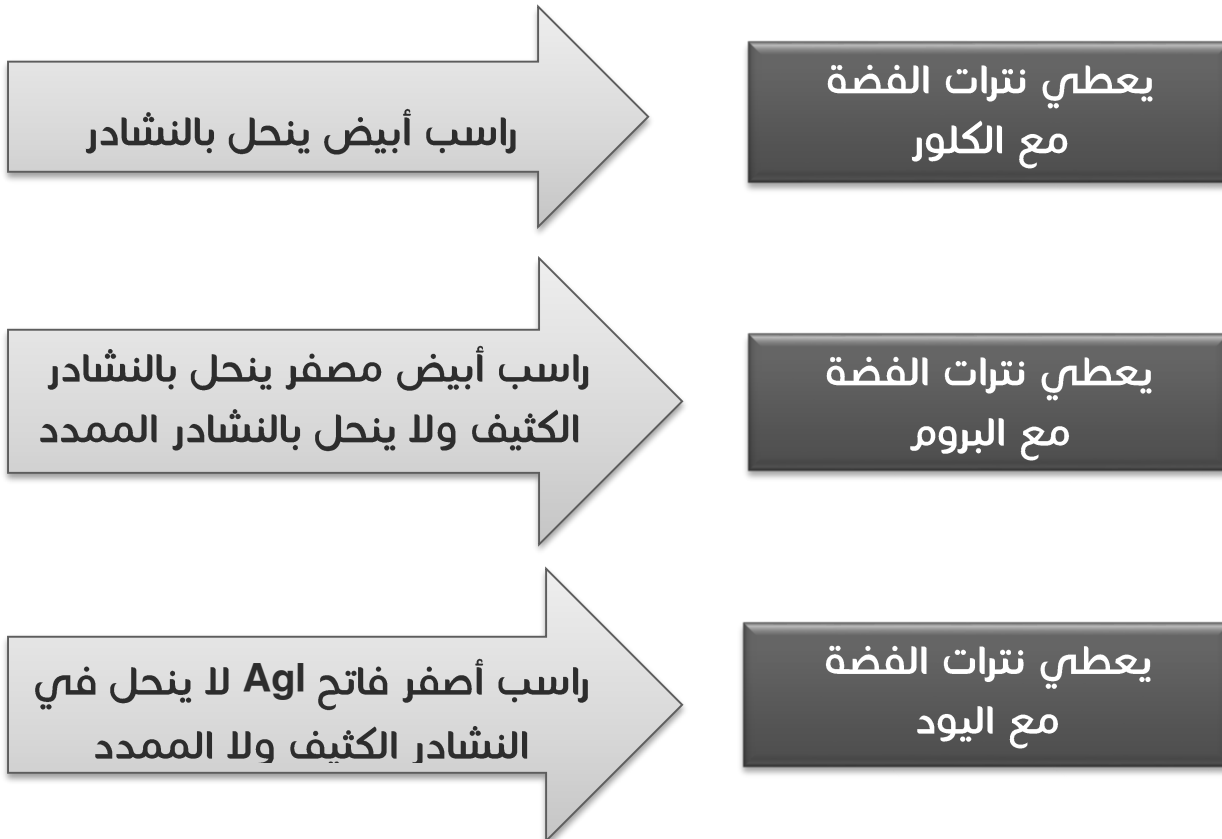 يعطي نترات الفضة
مع الكلور
راسب أبيض ينحل بالنشادر
يعطي نترات الفضة
مع البروم
راسب أبيض مصفر ينحل بالنشادر
الكثيف ولا ينحل بالنشادر الممدد
يعطي نترات الفضة
مع اليود
راسب أصفر فاتح AgI لا ينحل في
النشادر الكثيف ولا الممدد